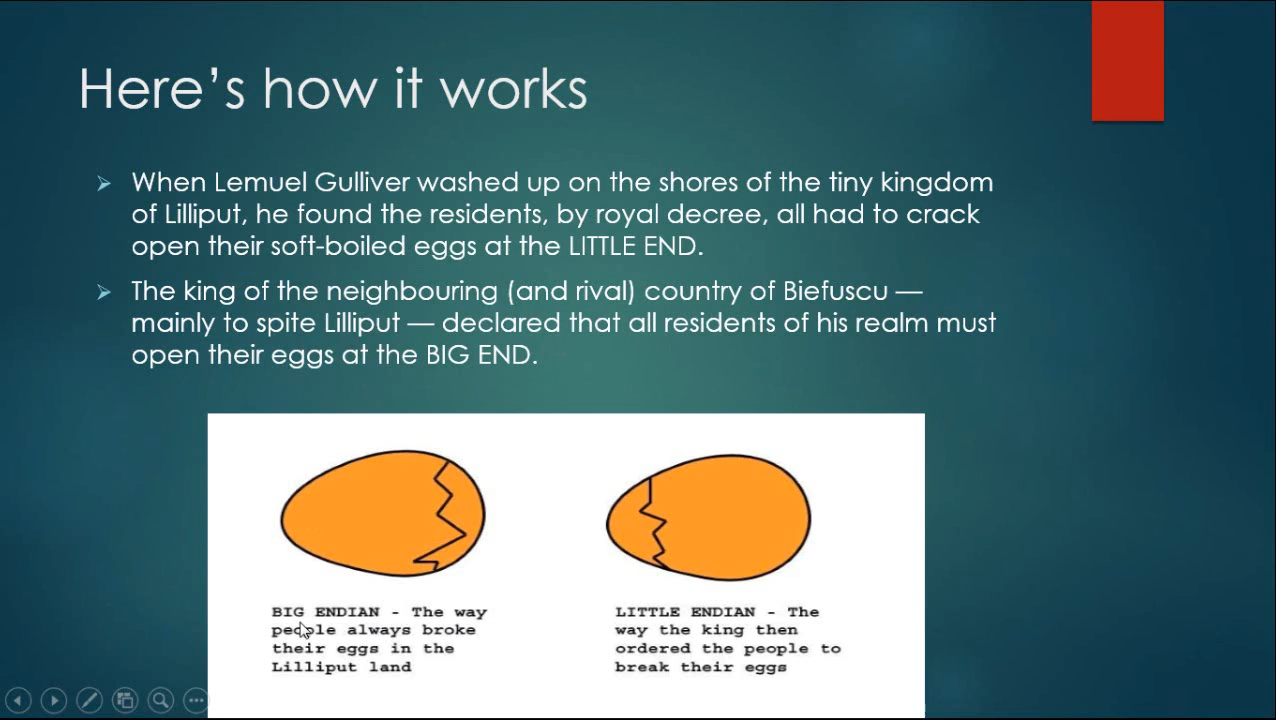 Here's how it works
When Lemuel Gulliver washed up on the shores of the tiny kingdom
of Lilliput, he found the residents, by royal decree, all had to crack
open their soft-boiled eggs at the LITTLE END.
The king of the neighbouring (and rival) country of Biefuscu —
mainly to spite Lilliput — declared that all residents of his realm must
open their eggs at the BIG END.
BIG ENDIAN - The way
people always broke
their eggs in the
Lilliput land
LITTLE ENDIAN - The
way the king then
ordered the people to
break their eggs